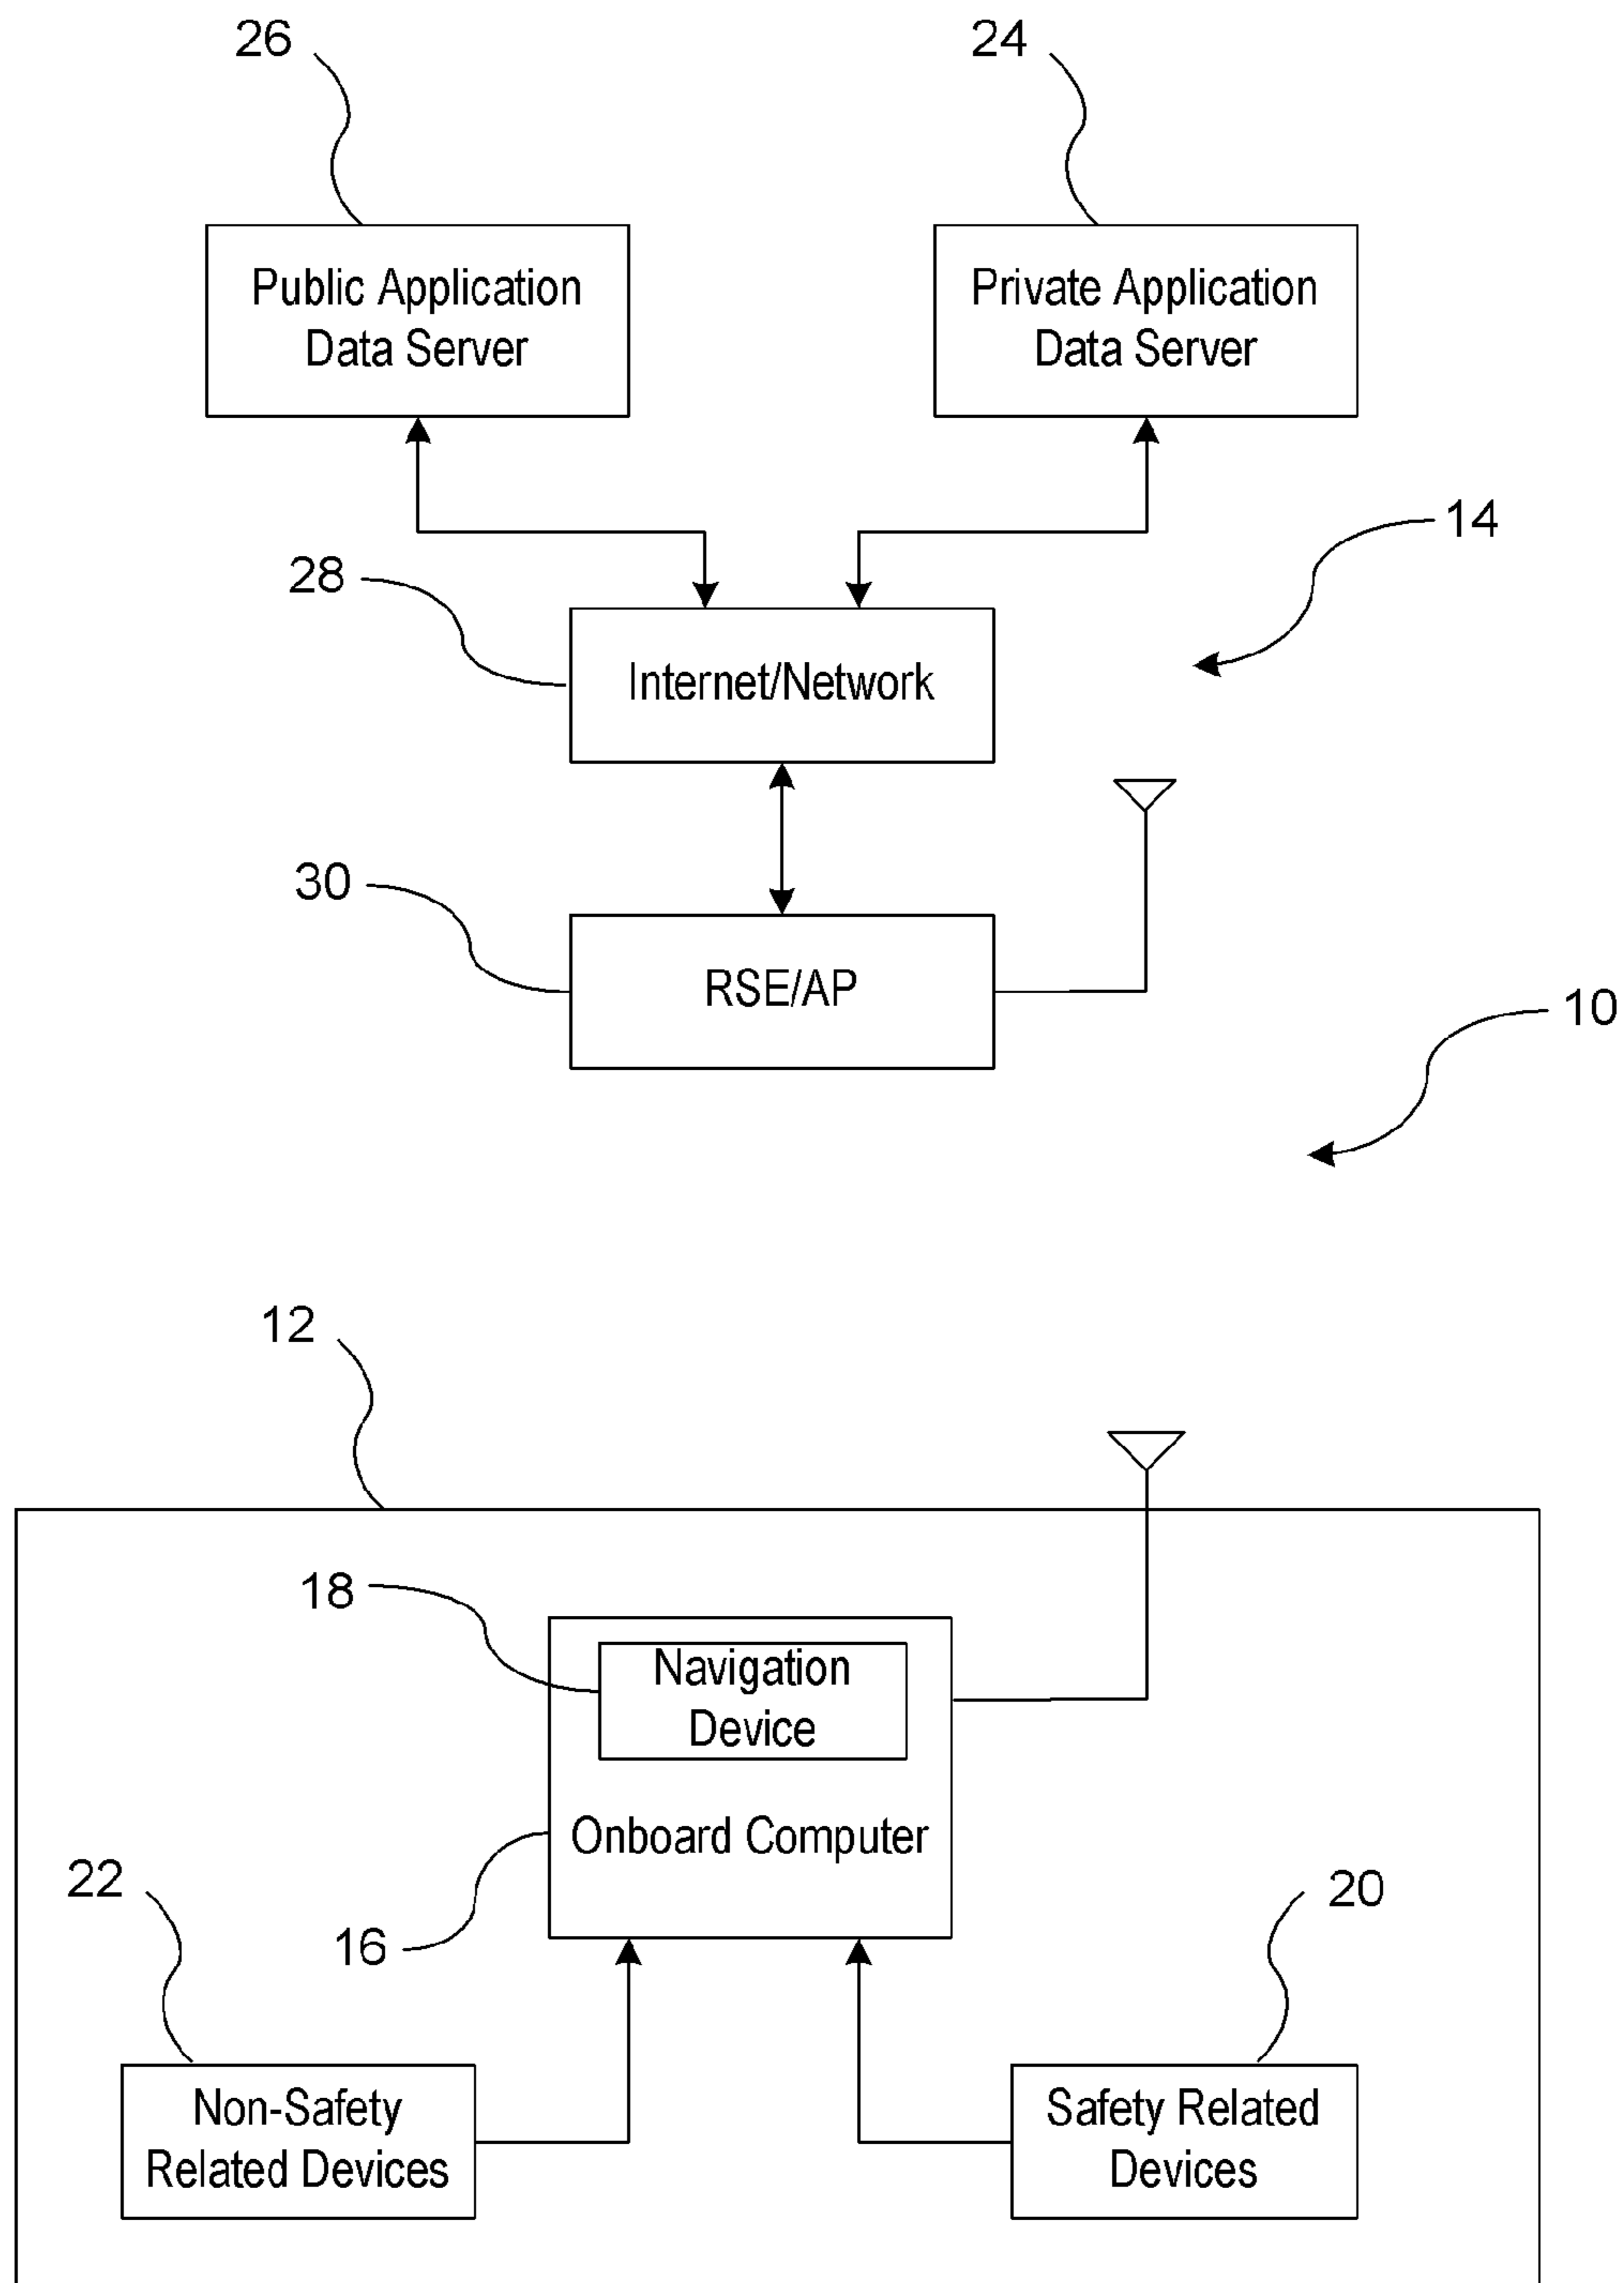 26
24
Public Application
Data Server
Private Application
Data Server
14
28
Internet/Network
30
RSE/AP
10
12
18
Navigation
Device
Onboard Computer
22
16
20
Non-Safety
Related Devices
Safety Related
Devices